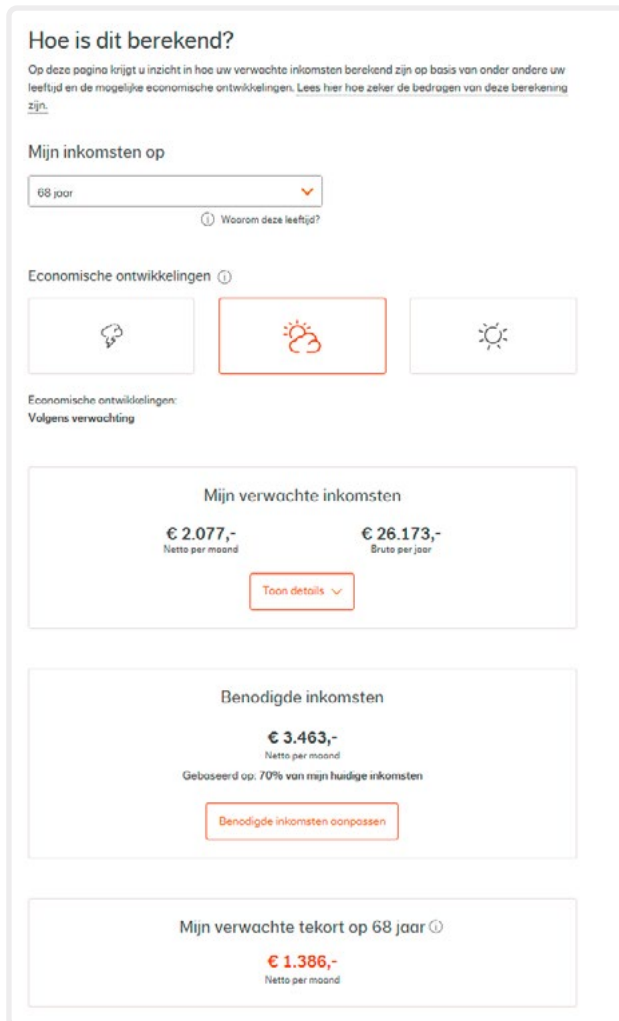 Hoe is dit berekend?
Op deze pagina krijgt u inzicht in hoe uw verwachte inkomsten berekend zijn op basis van onder andere uw
leeftijd en de mogelijke economische ontwikkelingen. Lees hier hoe zeker de bedragen van deze berekening
zijn.
Mijn inkomsten op
68 jaar
Waarom deze leeftijd?
Economische ontwikkelingen
Economische ontwikkelingen:
Volgens verwachting
Mijn verwachte inkomsten
€ 2.077,- € 26.173,-
Netto per maand Bruto per jaar
Toon details
Benodigde inkomsten
€ 3.463,-
Netto per maand
Gebaseerd op: 70% van mijn huidige inkomsten
Benodigde inkomsten aanpassen
Mijn verwachte tekort op 68 jaar
€ 1.386,-
Netto per maand